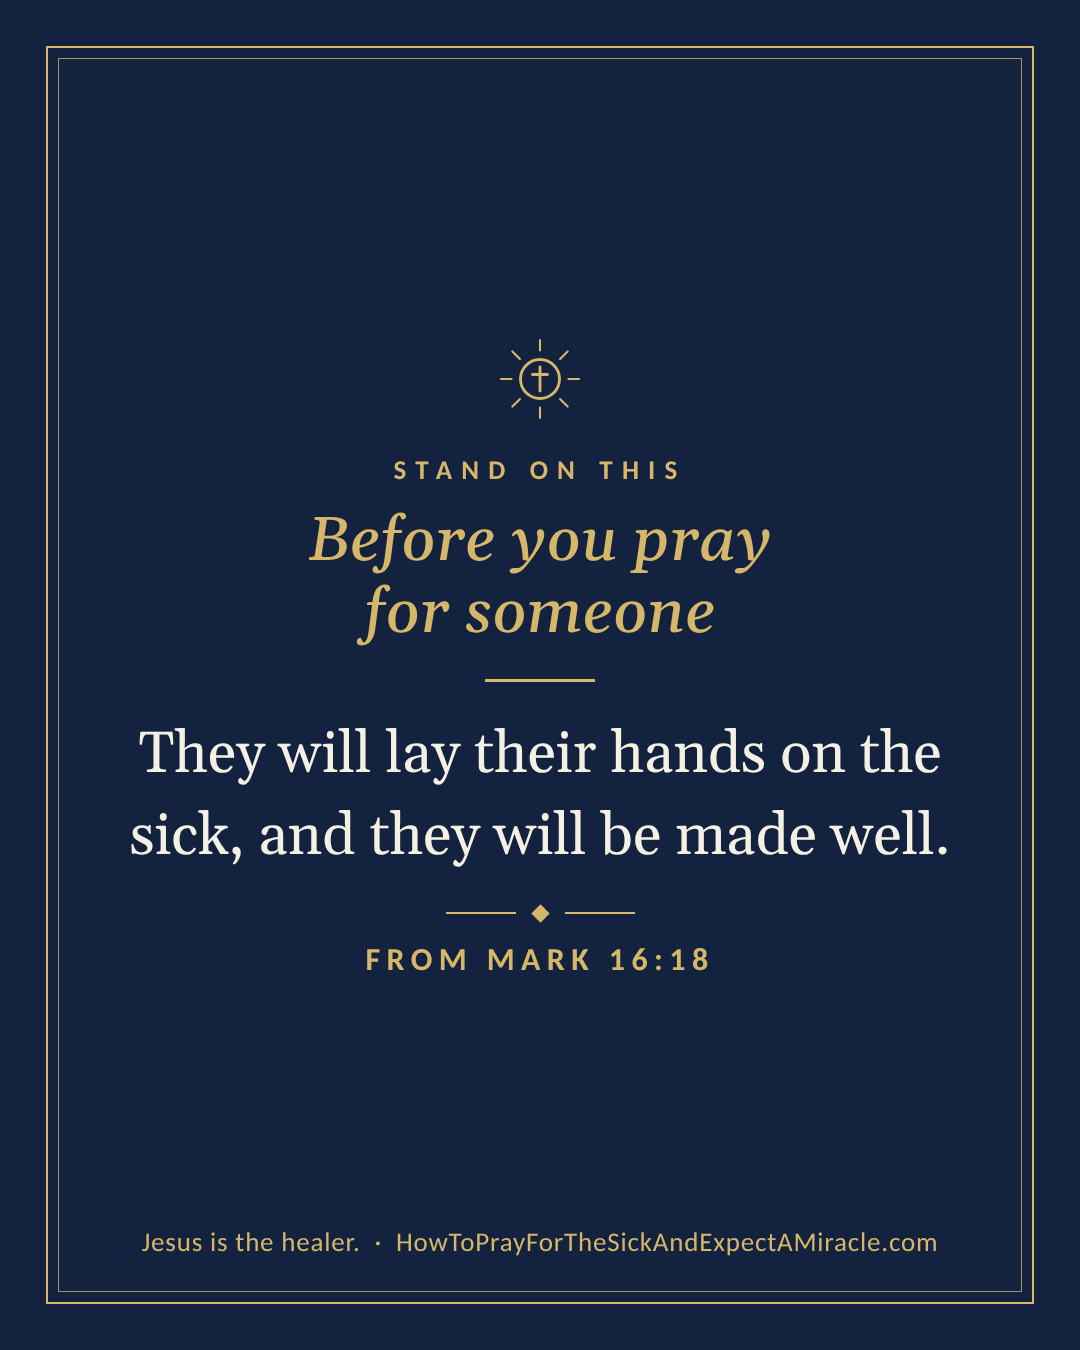 STAND ON THIS
Before you pray
for someone
They will lay their hands on the
sick, and they will be made well.
FROM MARK 16:18
Jesus is the healer. · HowToPrayForTheSickAndExpectAMiracle.com